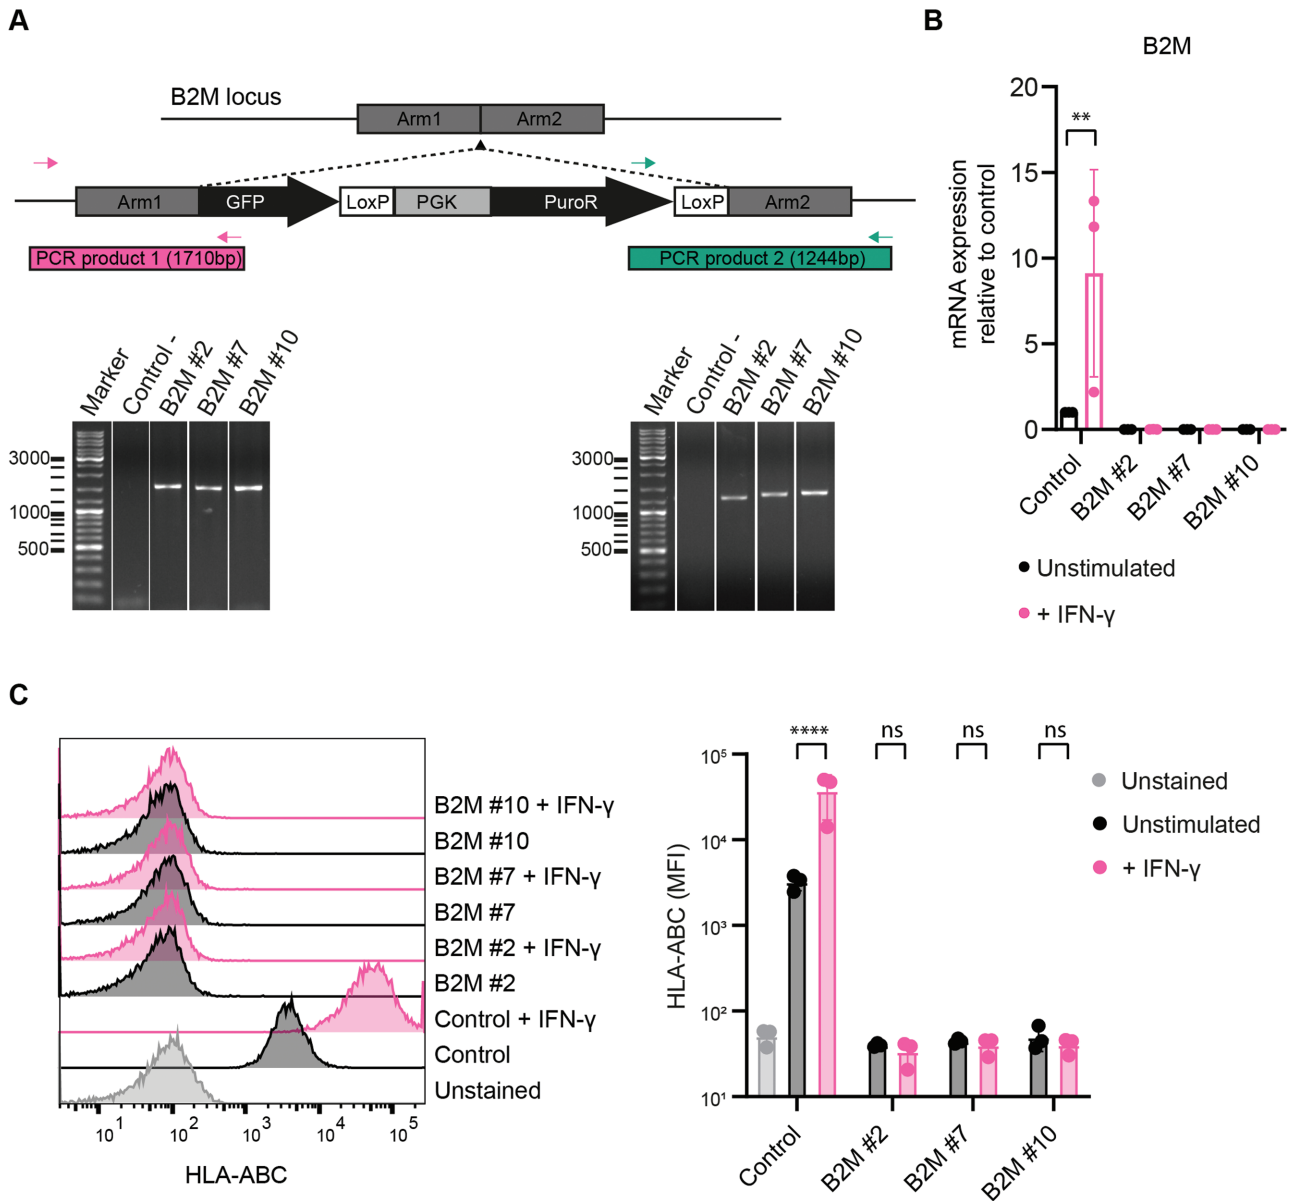 A
B2M locus
Arm1
Arm2
Arm1
GFP
LoxP
PGK
PuroR
LoxP
Arm2
PCR product 1 (1710bp)
PCR product 2 (1244bp)
Marker
Control -
B2M #2
B2M #7
B2M #10
3000
1000
500
Marker
Control -
B2M #2
B2M #7
B2M #10
3000
1000
500
B
B2M
mRNA expression
relative to control
20
15
10
5
0
**
Control
B2M #2
B2M #7
B2M #10
Unstimulated
+ IFN-γ
C
B2M #10 + IFN-γ
B2M #10
B2M #7 + IFN-γ
B2M #7
B2M #2 + IFN-γ
B2M #2
Control + IFN-γ
Control
Unstained
10¹ 10² 10³ 10⁴ 10⁵
HLA-ABC
HLA-ABC (MFI)
10⁵
10⁴
10³
10²
10¹
****
ns
ns
ns
Control
B2M #2
B2M #7
B2M #10
Unstained
Unstimulated
+ IFN-γ